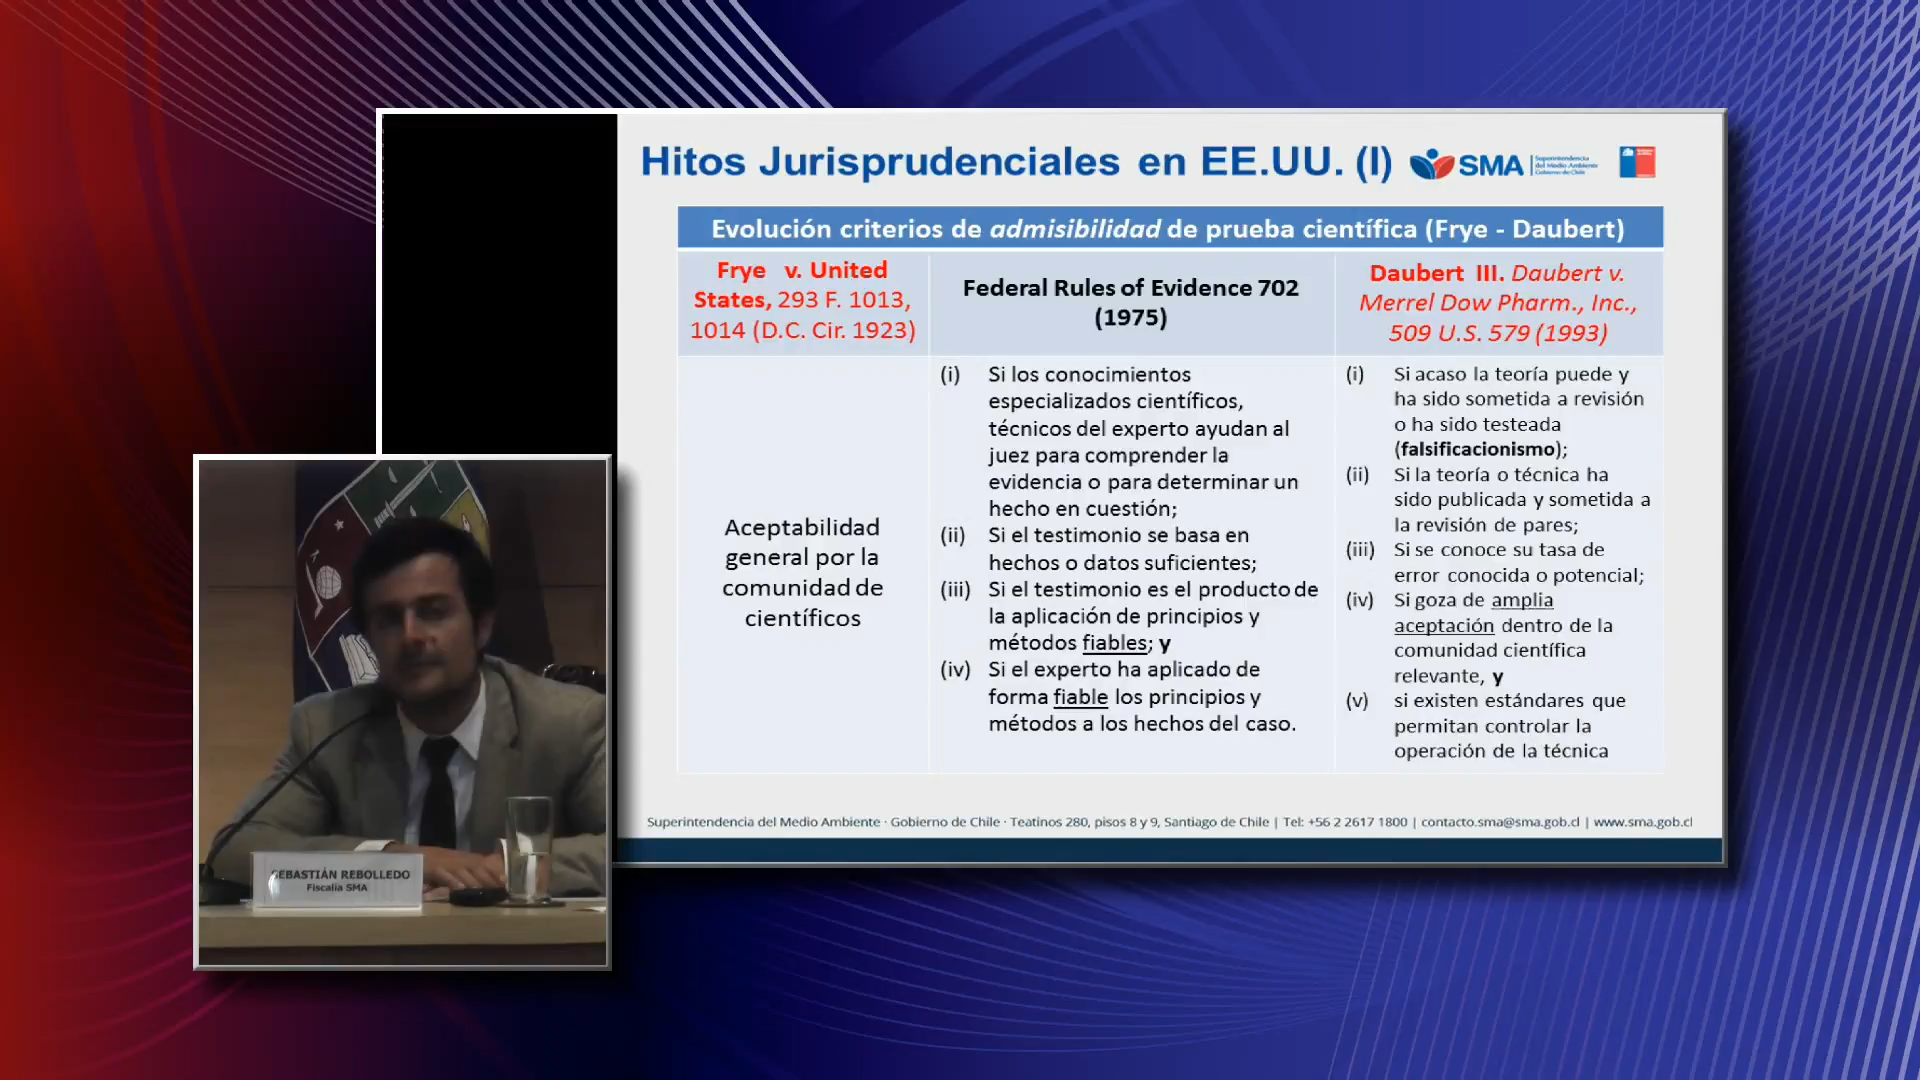 Hitos Jurisprudenciales en EE.UU. (I)
SMA
Superintendencia
del Medio Ambiente
Gobierno de Chile
Evolución criterios de admisibilidad de prueba científica (Frye - Daubert)
Frye v. United
States, 293 F. 1013,
1014 (D.C. Cir. 1923)
Federal Rules of Evidence 702
(1975)
Daubert III. Daubert v.
Merrel Dow Pharm., Inc.,
509 U.S. 579 (1993)
Aceptabilidad
general por la
comunidad de
científicos
(i) Si los conocimientos
especializados científicos,
técnicos del experto ayudan al
juez para comprender la
evidencia o para determinar un
hecho en cuestión;
(ii) Si el testimonio se basa en
hechos o datos suficientes;
(iii) Si el testimonio es el producto de
la aplicación de principios y
métodos fiables; y
(iv) Si el experto ha aplicado de
forma fiable los principios y
métodos a los hechos del caso.
(i) Si acaso la teoría puede y
ha sido sometida a revisión
o ha sido testeada
(falsificacionismo);
(ii) Si la teoría o técnica ha
sido publicada y sometida a
la revisión de pares;
(iii) Si se conoce su tasa de
error conocida o potencial;
(iv) Si goza de amplia
aceptación dentro de la
comunidad científica
relevante, y
(v) si existen estándares que
permitan controlar la
operación de la técnica
Superintendencia del Medio Ambiente · Gobierno de Chile · Teatinos 280, pisos 8 y 9, Santiago de Chile | Tel: +56 2 2617 1800 | contacto.sma@sma.gob.cl | www.sma.gob.cl
SEBASTIÁN REBOLLEDO
Fiscalía SMA